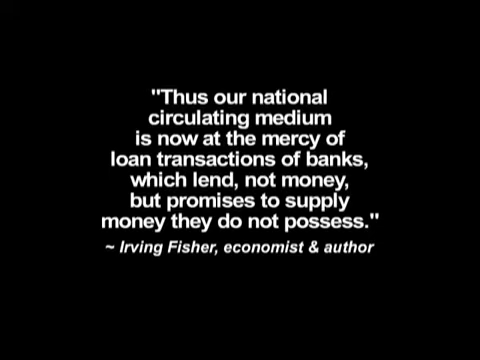 "Thus our national
circulating medium
is now at the mercy of
loan transactions of banks,
which lend, not money,
but promises to supply
money they do not possess."
~ Irving Fisher, economist & author